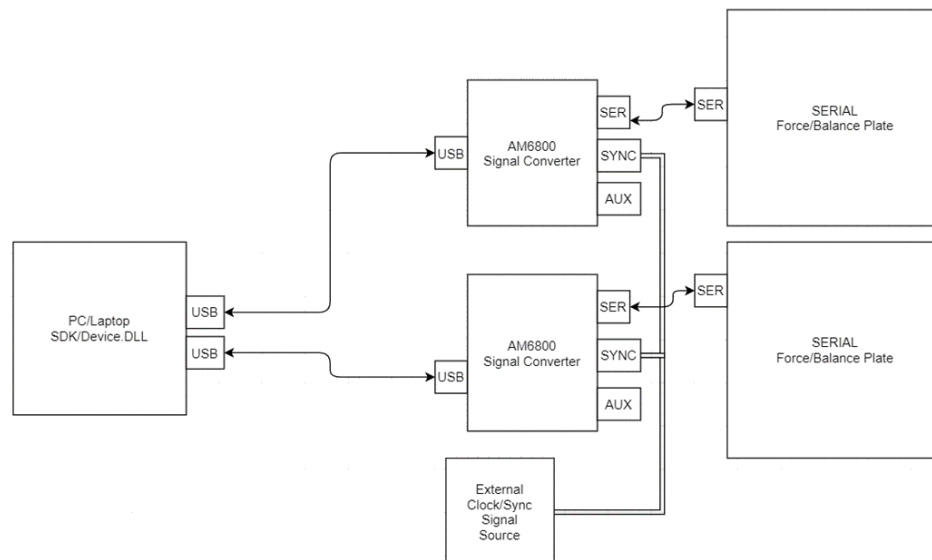 SERIAL
Force/Balance Plate
SER
SER
AM6800
Signal Converter
USB
SYNC
AUX
PC/Laptop
SDK/Device.DLL
USB
USB
SER
SER
AM6800
Signal Converter
USB
SYNC
AUX
SERIAL
Force/Balance Plate
External
Clock/Sync
Signal
Source